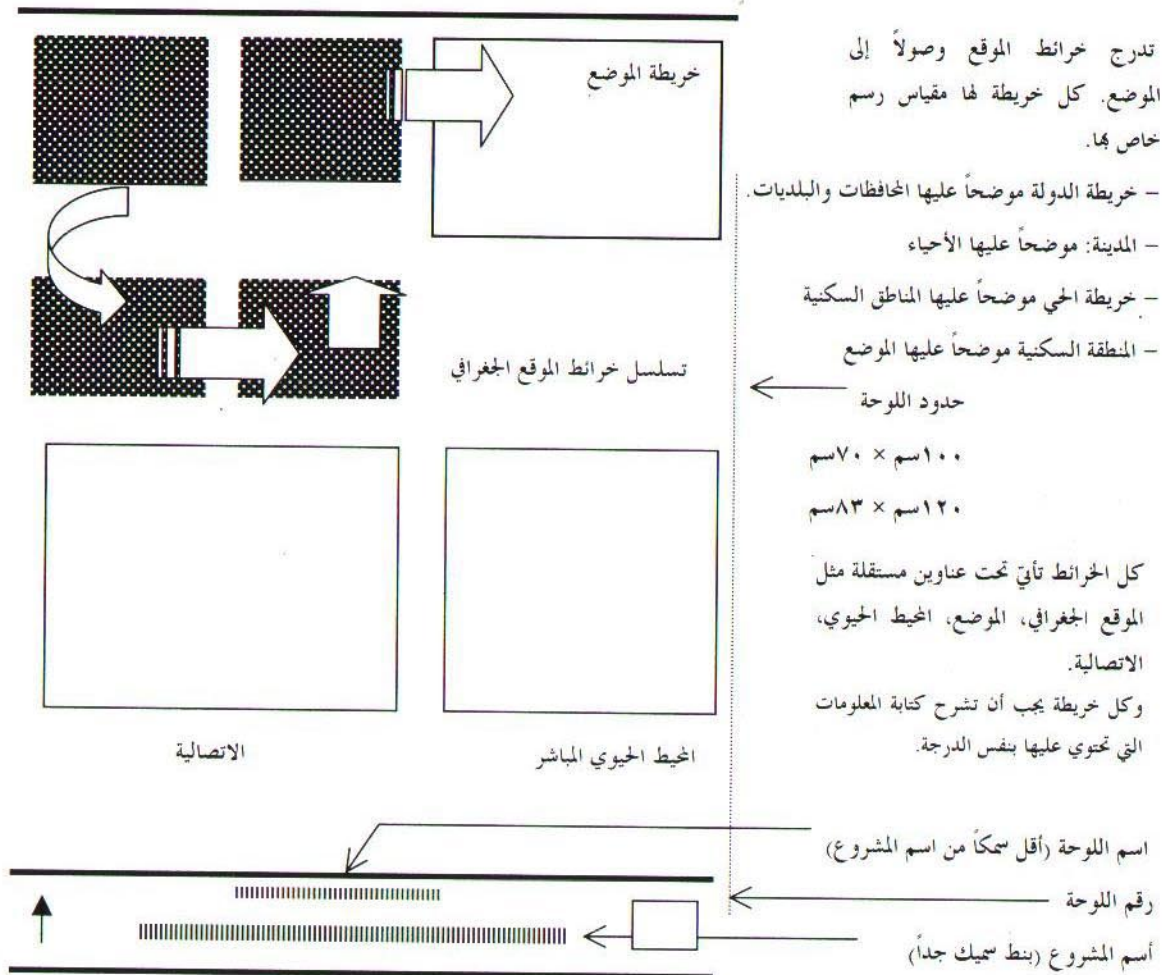 تدرج خرائط الموقع وصولاً إلى
الموضع. كل خريطة لها مقياس رسم
خاص بها.
– خريطة الدولة موضحاً عليها المحافظات والبلديات.
– المدينة: موضحاً عليها الأحياء
– خريطة الحي موضحاً عليها المناطق السكنية
– المنطقة السكنية موضحاً عليها الموضع
خريطة الموضع
تسلسل خرائط الموقع الجغرافي
حدود اللوحة
١٠٠سم × ٧٠سم
١٢٠سم × ٨٣سم
كل الخرائط تأتي تحت عناوين مستقلة مثل
الموقع الجغرافي، الموضع، المحيط الحيوي،
الاتصالية.
وكل خريطة يجب أن تشرح كتابة المعلومات
التي تحتوي عليها بنفس الدرجة.
المحيط الحيوي المباشر
الاتصالية
اسم اللوحة (أقل سمكاً من اسم المشروع)
رقم اللوحة
أسم المشروع (بنط سميك جداً)